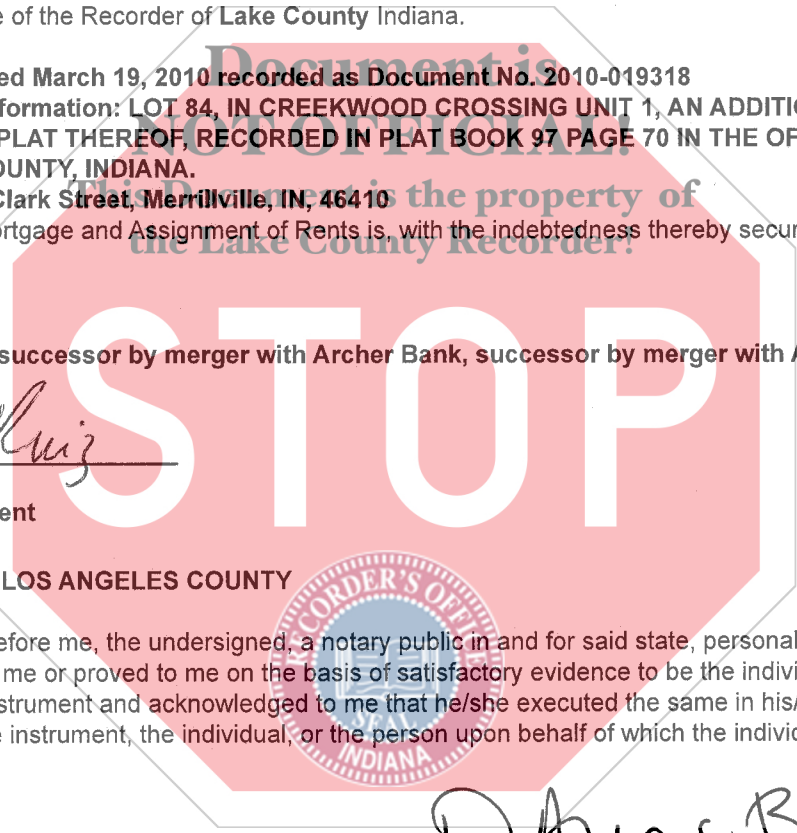 e of the Recorder of Lake County Indiana.
Document is
ed March 19, 2010 recorded as Document No. 2010-019318
formation: LOT 84, IN CREEKWOOD CROSSING UNIT 1, AN ADDITIO
NOT OFFICIAL!
PLAT THEREOF, RECORDED IN PLAT BOOK 97 PAGE 70 IN THE OF
OUNTY, INDIANA.
This Document is the property of
Clark Street, Merrillville, IN, 46410
ortgage and Assignment of Rents is, with the indebtedness thereby secur
the Lake County Recorder!
STOP
successor by merger with Archer Bank, successor by merger with A
Ruiz
ent
LOS ANGELES COUNTY
RECORDER'S OFFICE
efore me, the undersigned, a notary public in and for said state, personal
me or proved to me on the basis of satisfactory evidence to be the indivi
strument and acknowledged to me that he/she executed the same in his/
e instrument, the individual, or the person upon behalf of which the individ
SEAL
INDIANA